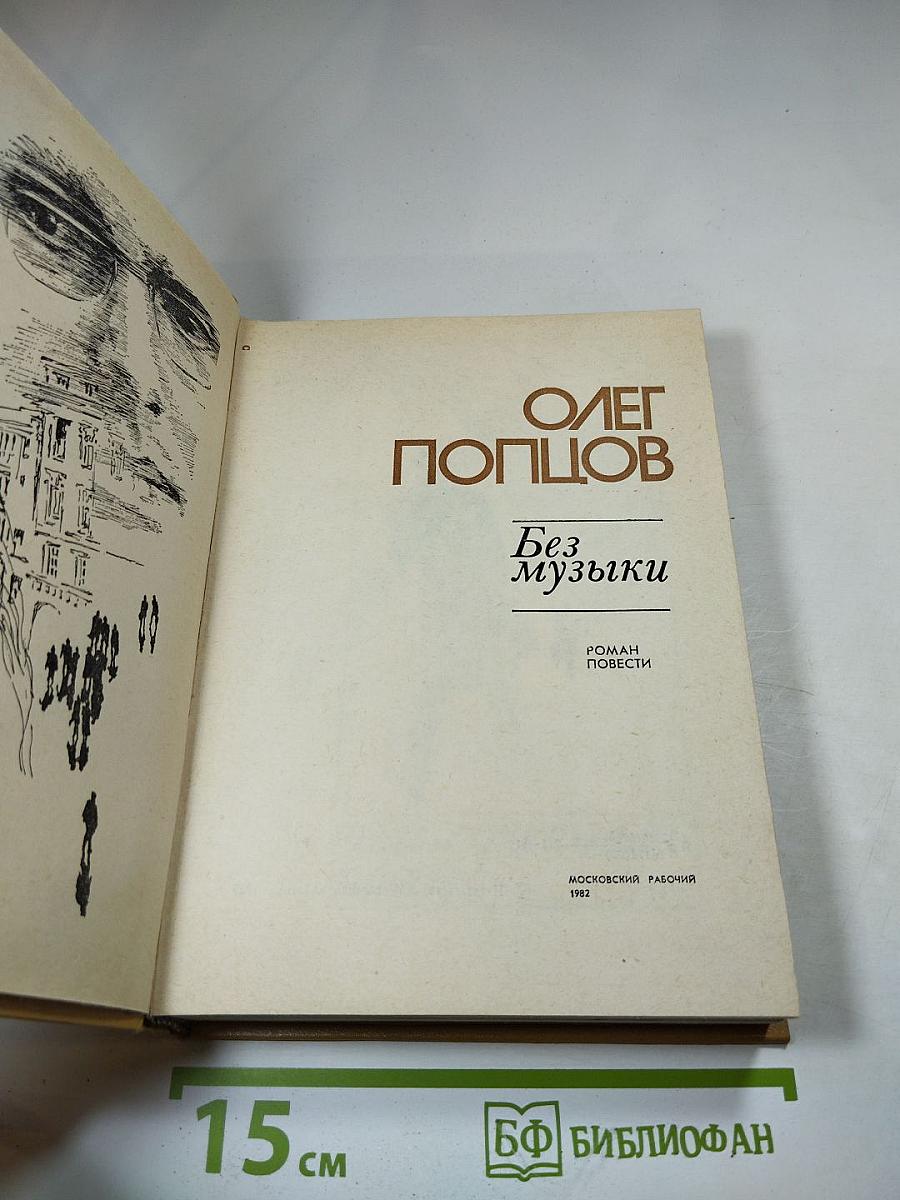 ОЛЕГ
ПОПЦОВ
Без
музыки
РОМАН
ПОВЕСТИ
МОСКОВСКИЙ РАБОЧИЙ
1982
15 см
БФ БИБЛИОФАН